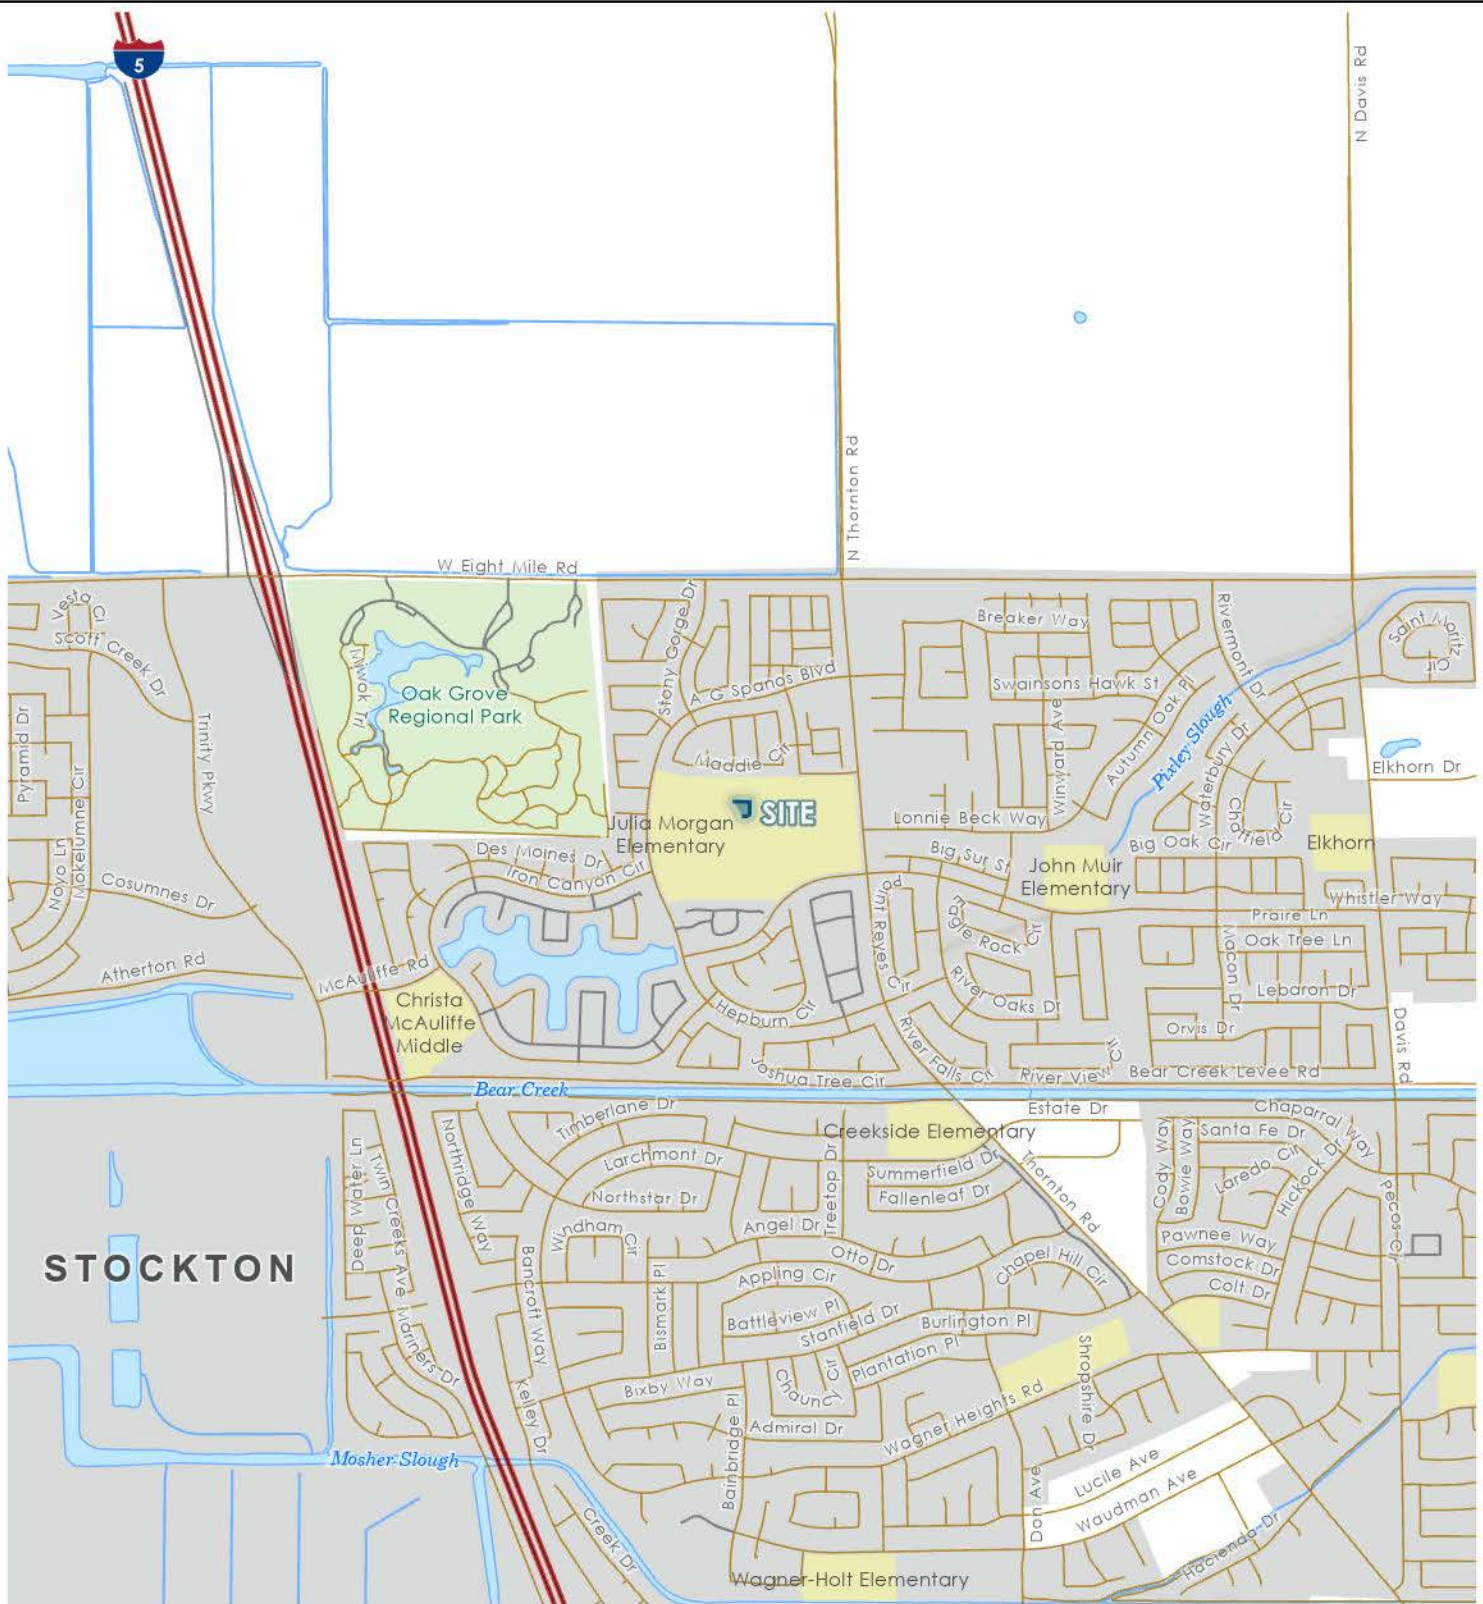 5
N Davis Rd
N Thornton Rd
W Eight Mile Rd
Vesta Ci
Scott Creek Dr
Pyramid Dr
Mokelumne Cir
Noyo Ln
Trinity Pkwy
Cosumnes Dr
Atherton Rd
McAuliffe Rd
Miwok Trl
Oak Grove
Regional Park
Stony Gorge Dr
A G Spanos Blvd
Maddie Cir
SITE
Julia Morgan
Elementary
Des Moines Dr
Iron Canyon Cir
Breaker Way
Swainsons Hawk St
Winward Ave
Autumn Oak Pl
Rivermont Dr
Pixley Slough
Waterbury Dr
Saint Moritz
Cir
Elkhorn Dr
Lonnie Beck Way
Big Sur St
John Muir
Elementary
Big Oak Cir
Chatfield Cir
Elkhorn
Whistler Way
Praire Ln
Oak Tree Ln
Macon Dr
Lebaron Dr
Orvis Dr
Davis Rd
Eagle Rock Cir
River Oaks Dr
Point Reyes Cir
River Falls Cir
River View Cir
Bear Creek Levee Rd
Christa
McAuliffe
Middle
Hepburn Cir
Joshua Tree Cir
Bear Creek
Estate Dr
Creekside Elementary
Timberlane Dr
Larchmont Dr
Northstar Dr
Northridge Way
Deep Water Ln
Twin Creeks Ave
Mariners Dr
Wyndham Cir
Bancroft Way
Bismark Pl
Kelley Dr
Treetop Dr
Summerfield Dr
Fallenleaf Dr
Thornton Rd
Angel Dr
Otto Dr
Appling Cir
Chapel Hill Cir
Battleview Pl
Stanfield Dr
Burlington Pl
Plantation Pl
Chauncy Cir
Bixby Way
Bainbridge Pl
Admiral Dr
Wagner Heights Rd
Shropshire Dr
Don Ave
Lucile Ave
Waudman Ave
Hacienda Dr
Chaparral Way
Santa Fe Dr
Cody Way
Bowie Way
Laredo Cir
Hickock Dr
Pecos Cir
Pawnee Way
Comstock Dr
Colt Dr
STOCKTON
Mosher Slough
Creek Dr
Wagner-Holt Elementary